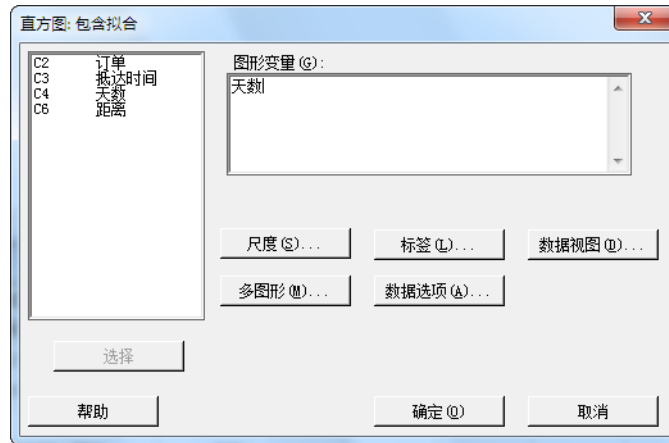 直方图: 包含拟合
C2 订单
C3 抵达时间
C4 天数
C6 距离
图形变量(G):
天数
尺度(S)...
标签(L)...
数据视图(D)...
多图形(M)...
数据选项(A)...
选择
帮助
确定(O)
取消